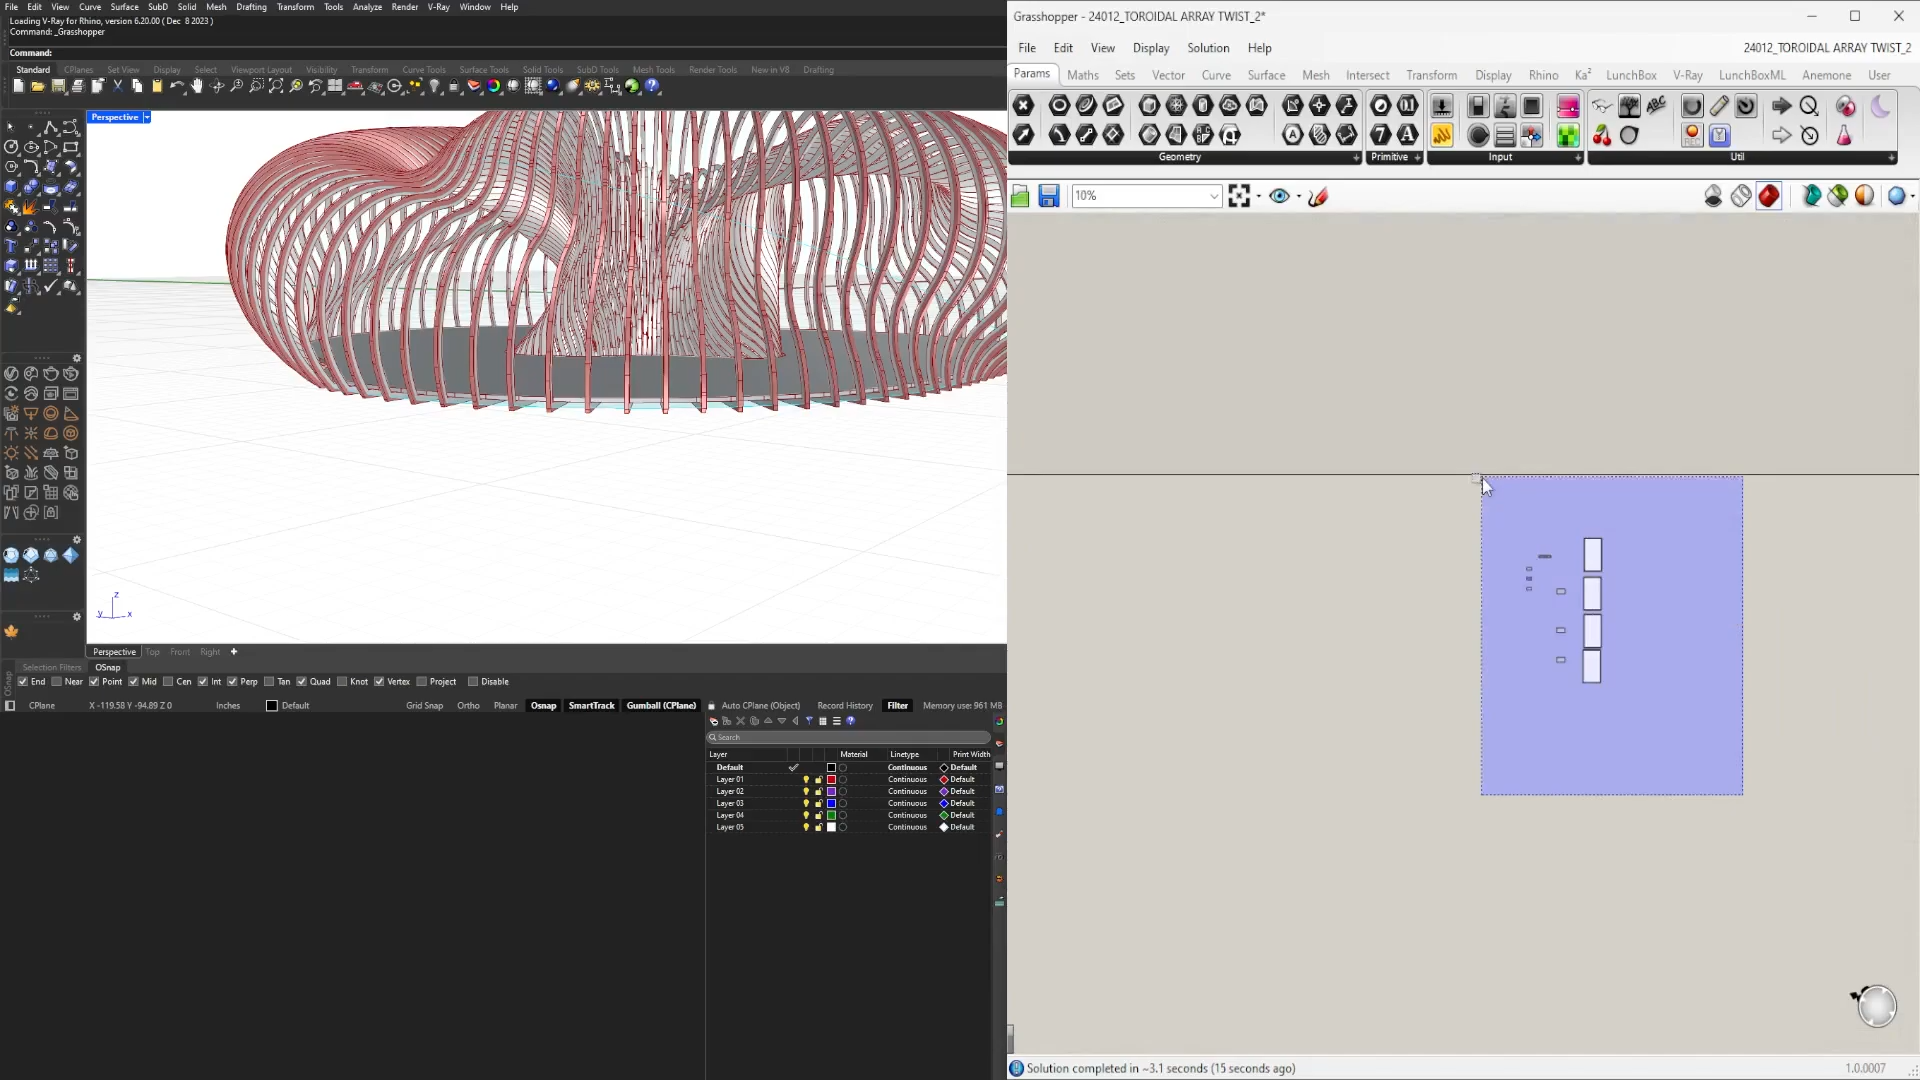 File Edit View Curve Surface SubD Solid Mesh Drafting Transform Tools Analyze Render V-Ray Window Help
Loading V-Ray for Rhino, version 6.20.00 ( Dec  8 2023 )
Command: _Grasshopper
Command:
Standard CPlanes Set View Display Select Viewport Layout Visibility Transform Curve Tools Surface Tools Solid Tools SubD Tools Mesh Tools Render Tools New in V8 Drafting
Perspective
z
y x
Perspective Top Front Right
Selection Filters OSnap
OSnap
End Near Point Mid Cen Int Perp Tan Quad Knot Vertex Project Disable
CPlane X -119.58 Y -94.89 Z 0 Inches Default Grid Snap Ortho Planar Osnap SmartTrack Gumball (CPlane) Auto CPlane (Object) Record History Filter Memory use: 961 MB
Search
Layer Material Linetype Print Width
Default Continuous Default
Layer 01 Continuous Default
Layer 02 Continuous Default
Layer 03 Continuous Default
Layer 04 Continuous Default
Layer 05 Continuous Default
Grasshopper - 24012_TOROIDAL ARRAY TWIST_2*
File Edit View Display Solution Help
24012_TOROIDAL ARRAY TWIST_2
Params Maths Sets Vector Curve Surface Mesh Intersect Transform Display Rhino Ka² LunchBox V-Ray LunchBoxML Anemone User
Geometry Primitive Input Util
10%
Solution completed in ~3.1 seconds (15 seconds ago)
1.0.0007